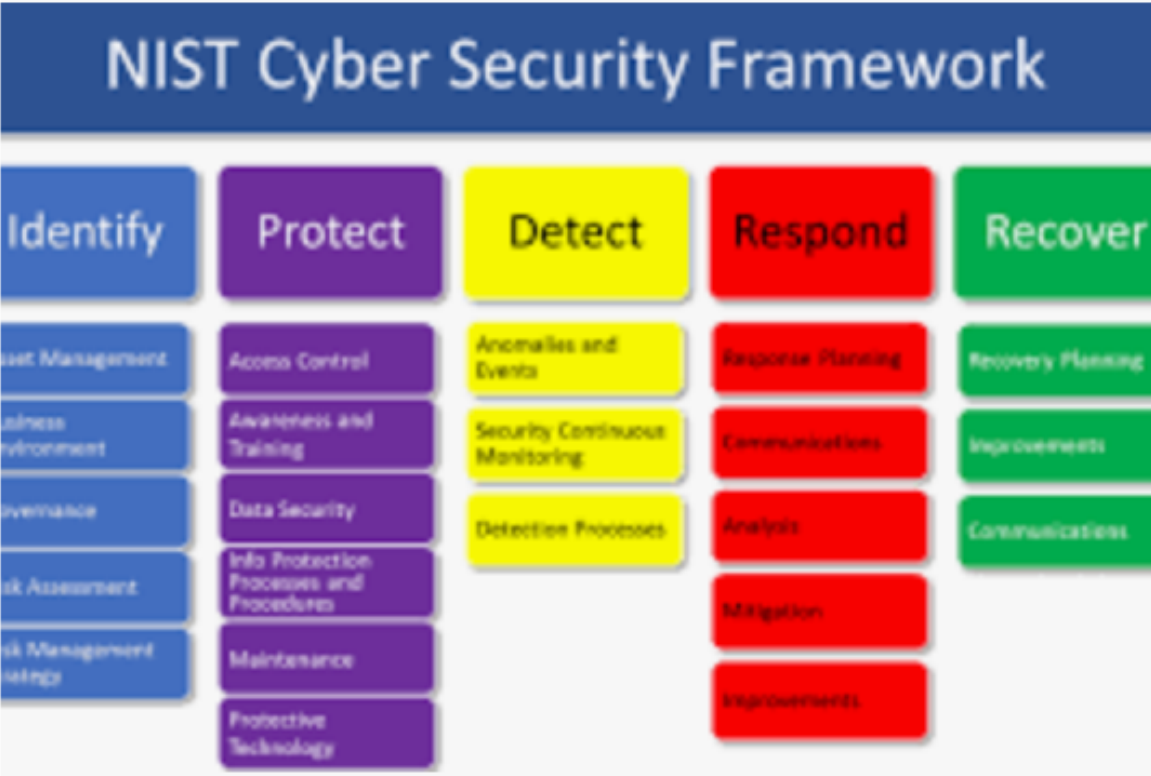 NIST Cyber Security Framework
Identify
Protect
Detect
Respond
Recover
sset Management
usiness
nvironment
overnance
sk Assessment
sk Management
rategy
Access Control
Awareness and
Training
Data Security
Info Protection
Processes and
Procedures
Maintenance
Protective
Technology
Anomalies and
Events
Security Continuous
Monitoring
Detection Processes
Response Planning
Communications
Analysis
Mitigation
Improvements
Recovery Planning
Improvements
Communications